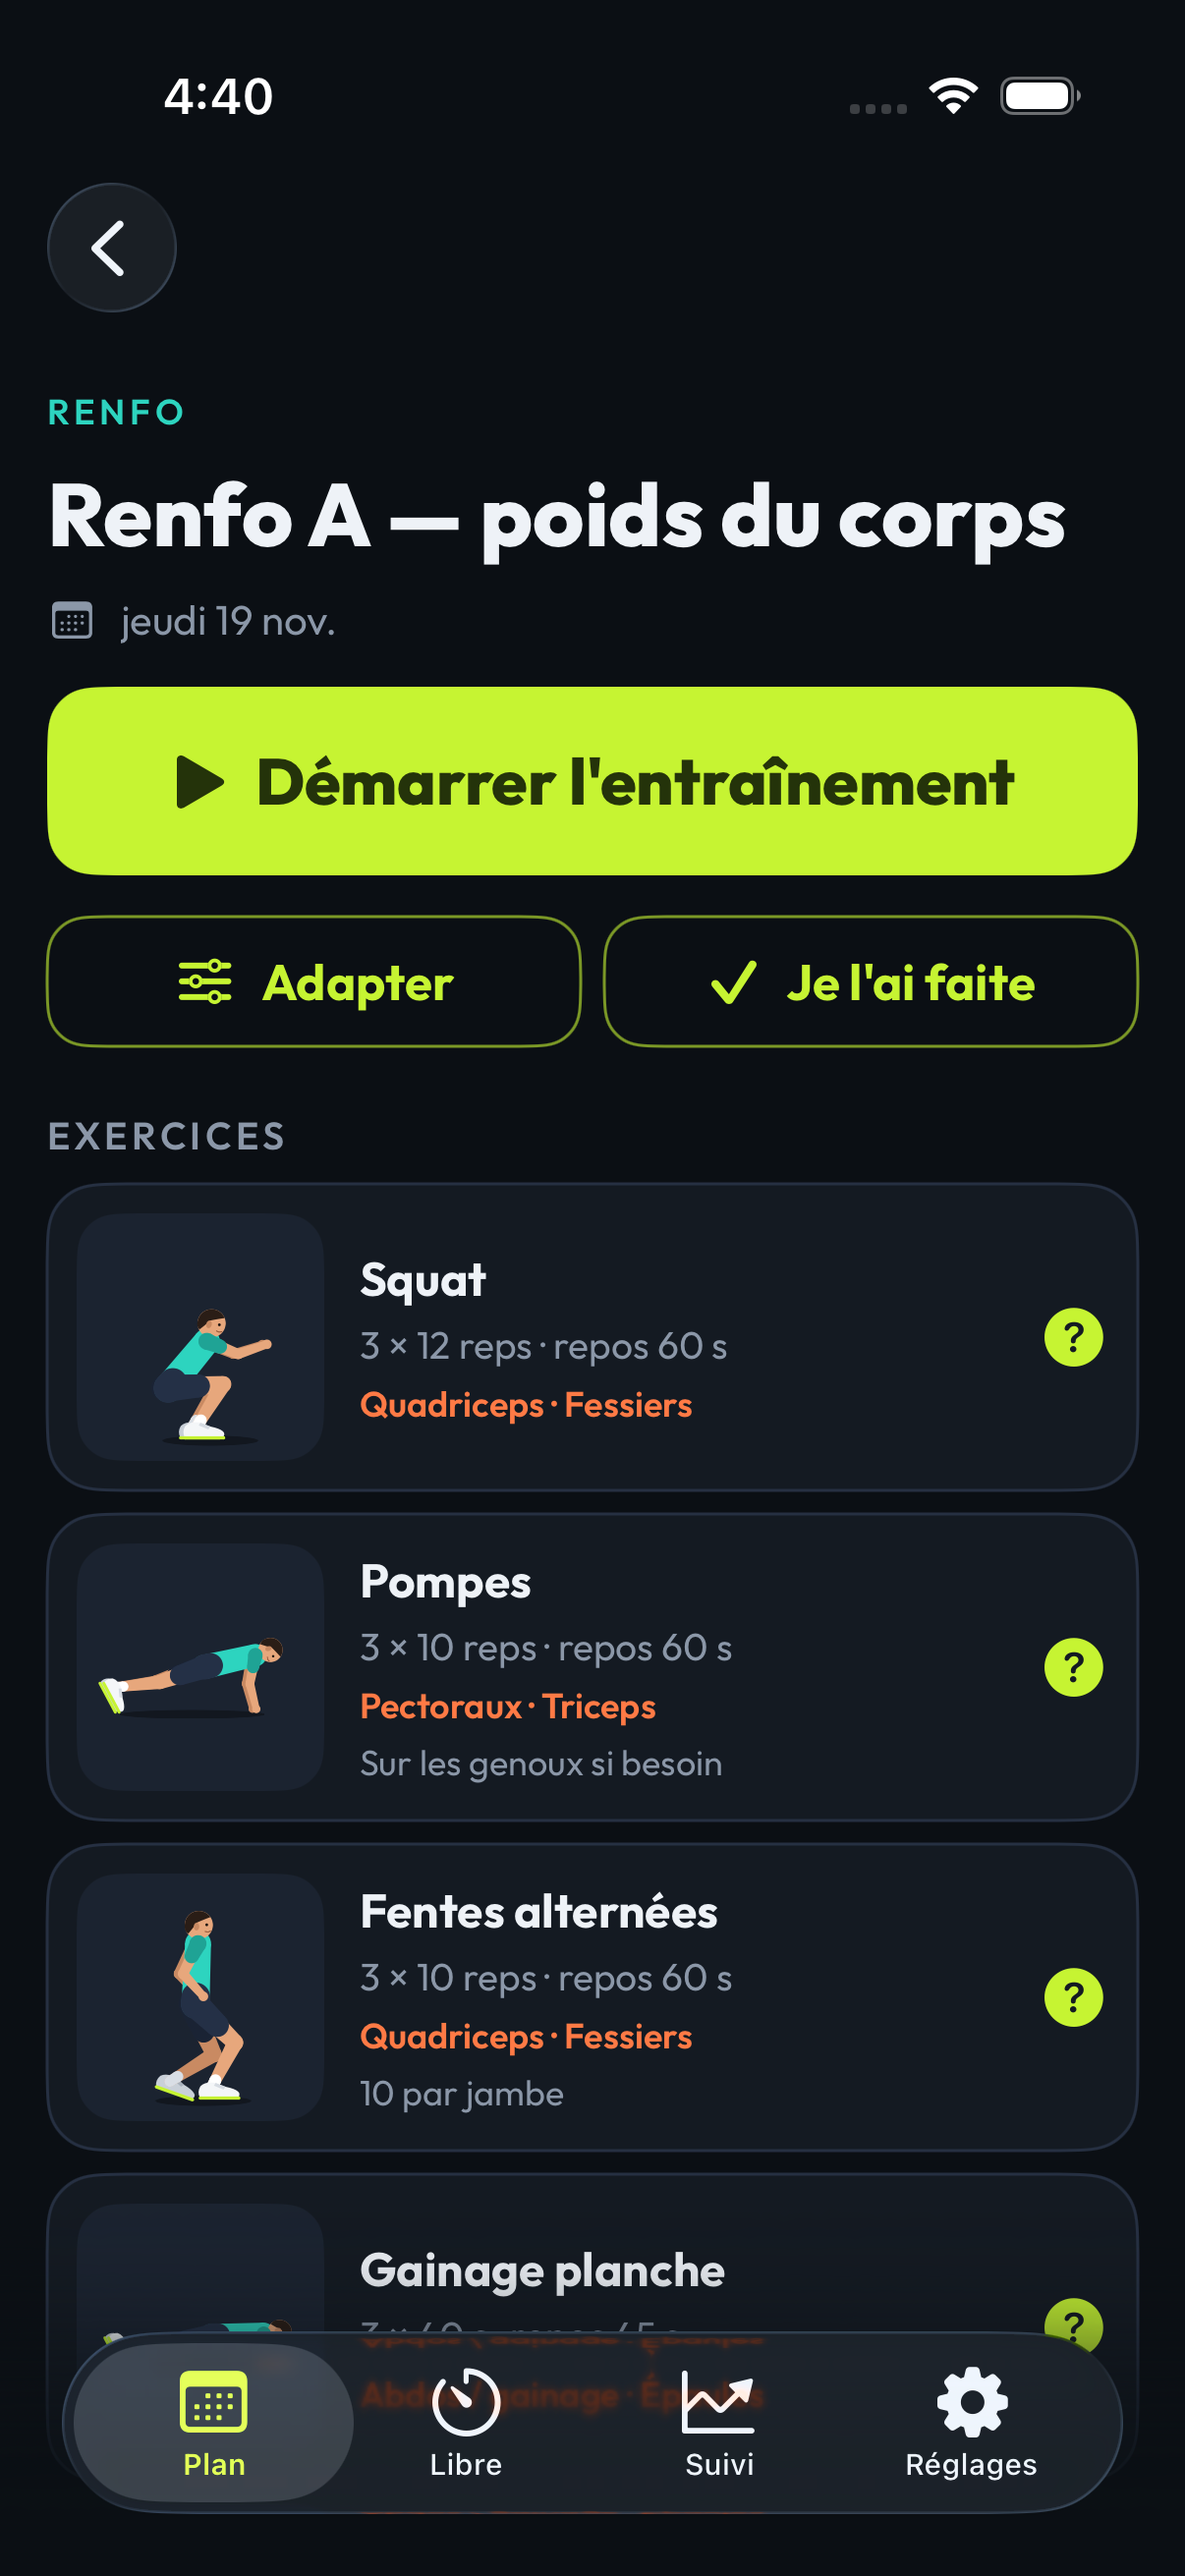 4:40
RENFO
Renfo A — poids du corps
jeudi 19 nov.
Démarrer l'entraînement
Adapter
Je l'ai faite
EXERCICES
Squat
3 × 12 reps · repos 60 s
Quadriceps · Fessiers
?
Pompes
3 × 10 reps · repos 60 s
Pectoraux · Triceps
Sur les genoux si besoin
?
Fentes alternées
3 × 10 reps · repos 60 s
Quadriceps · Fessiers
10 par jambe
?
Gainage planche
?
gainage
Plan
Libre
Suivi
Réglages